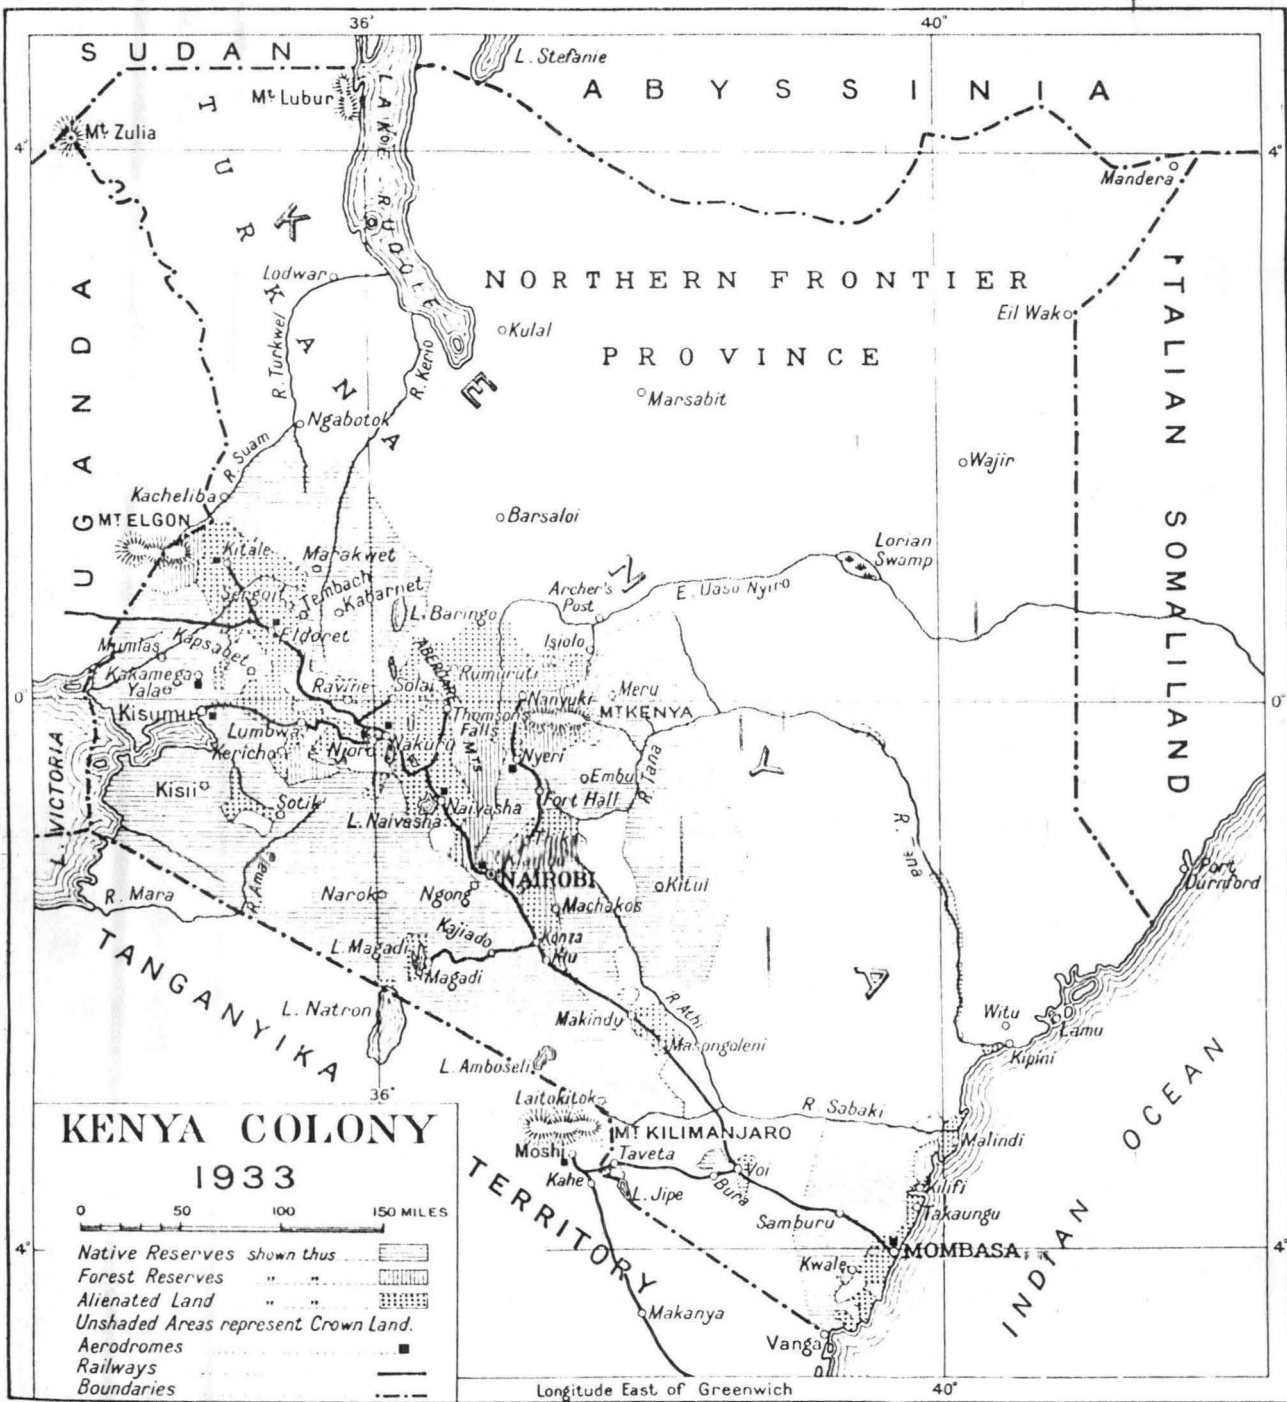 36°
40°
SUDAN
L. Stefanie
ABYSSINIA
Mt. Lubur
LAKE RUDOLF
Mt. Zulia
4°
4°
Mandera
TURKANA
KENYA
Lodwar
NORTHERN FRONTIER
PROVINCE
Eil Wak
ITALIAN SOMALILAND
UGANDA
R. Turkwel
R. Kerio
Kulal
Marsabit
Ngabotok
R. Suam
Wajir
Kacheliba
Barsaloi
MT ELGON
Kitale
Marakwet
Lorian
Swamp
Sergoit
Tembach
Kabarnet
L. Baringo
Archer's
Post
E. Uaso Nyiro
Eldoret
Isiolo
Mumias
Kapsabet
ABERDARE
Mts
Rumuruti
Kakamega
Yala
Ravine
Solai
Nanyuki
Meru
0°
0°
Kisumu
Thomson's
Falls
MT KENYA
Lumbwa
Kericho
Njoro
Nakuru
Nyeri
L. VICTORIA
Embu
R. Tana
Kisii
Sotik
Naivasha
Fort Hall
L. Naivasha
Thika
R. Amala
NAIROBI
Port
Durnford
R. Mara
Narok
Ngong
Kitui
Machakos
Kajiado
Konza
L. Magadi
Kiu
Magadi
TANGANYIKA
TERRITORY
L. Natron
Makindu
R. Athi
Masongoleni
Witu
Lamu
Kipini
L. Amboseli
36°
Laitokitok
R. Sabaki
COLONY
KENYA COLONY
1933
MT KILIMANJARO
Malindi
INDIAN OCEAN
Moshi
Taveta
Voi
Kahe
L. Jipe
Bura
Kilifi
Takaungu
Samburu
0 50 100 150 MILES
MOMBASA
4°
4°
Kwale
Native Reserves shown thus
Forest Reserves " "
Alienated Land " "
Unshaded Areas represent Crown Land.
Aerodromes
Railways
Boundaries
Makanya
Vanga
Longitude East of Greenwich
40°